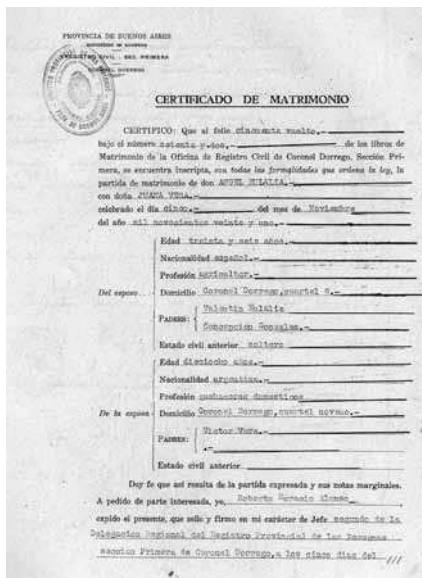 PROVINCIA DE BUENOS AIRES
REGISTRO CIVIL - SEC. PRIMERA
CORONEL DORREGO
CERTIFICADO DE MATRIMONIO
CERTIFICO: Que al folio cincuenta vuelto.-
bajo el número setenta y dos.- de los libros de
Matrimonio de la Oficina de Registro Civil de Coronel Dorrego, Sección Pri-
mera, se encuentra inscripta, con todas las formalidades que ordena la ley, la
partida de matrimonio de don ANGEL EULALIA.-
con doña JUANA VERA.-
celebrado el día cinco.- del mes de Noviembre
del año mil novecientos veinte y uno.-
Edad treinta y seis años.-
Nacionalidad español.-
Profesión agricultor.-
Del esposo Domicilio Coronel Dorrego, cuartel
PADRES: Valentin Eulalia
Concepcion Gonzales.-
Estado civil anterior soltero
Edad dieciocho años.-
Nacionalidad argentina.-
Profesión quehaceres domesticos
De la esposa Domicilio Coronel Dorrego, cuartel noveno.-
PADRES: Victor Vera.-
Estado civil anterior
Doy fe que así resulta de la partida expresada y sus notas marginales.
A pedido de parte interesada, yo, Roberto Horacio Alonso
expido el presente, que sello y firmo en mi carácter de Jefe segundo de la
Delegacion Regional del Registro Provincial de las Personas
seccion Primera de Coronel Dorrego, a los cinco dias del ///